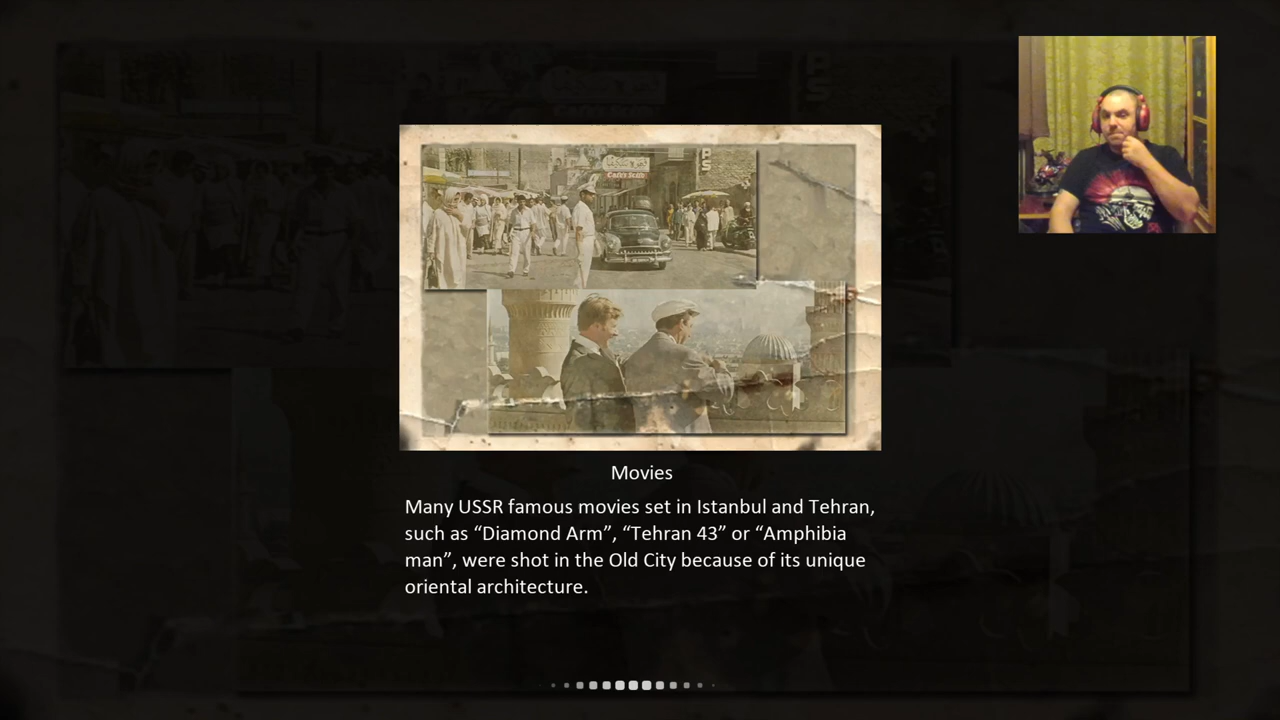 Movies
Many USSR famous movies set in Istanbul and Tehran,
such as “Diamond Arm”, “Tehran 43” or “Amphibia
man”, were shot in the Old City because of its unique
oriental architecture.